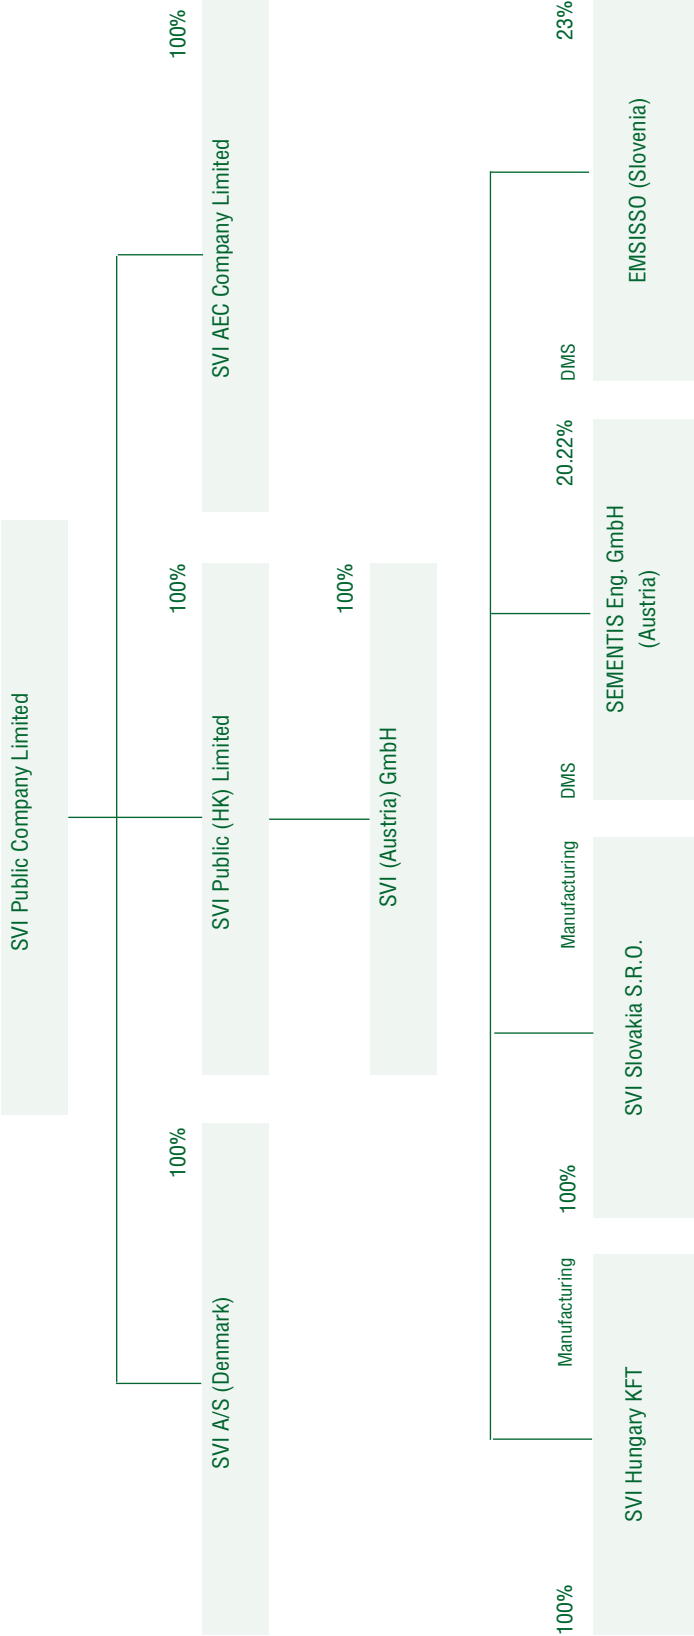 SVI Public Company Limited
100%
SVI A/S (Denmark)
100%
SVI Public (HK) Limited
100%
SVI AEC Company Limited
100%
SVI (Austria) GmbH
100%
Manufacturing
SVI Hungary KFT
100%
Manufacturing
SVI Slovakia S.R.O.
DMS
20.22%
SEMENTIS Eng. GmbH
(Austria)
DMS
23%
EMSISSO (Slovenia)